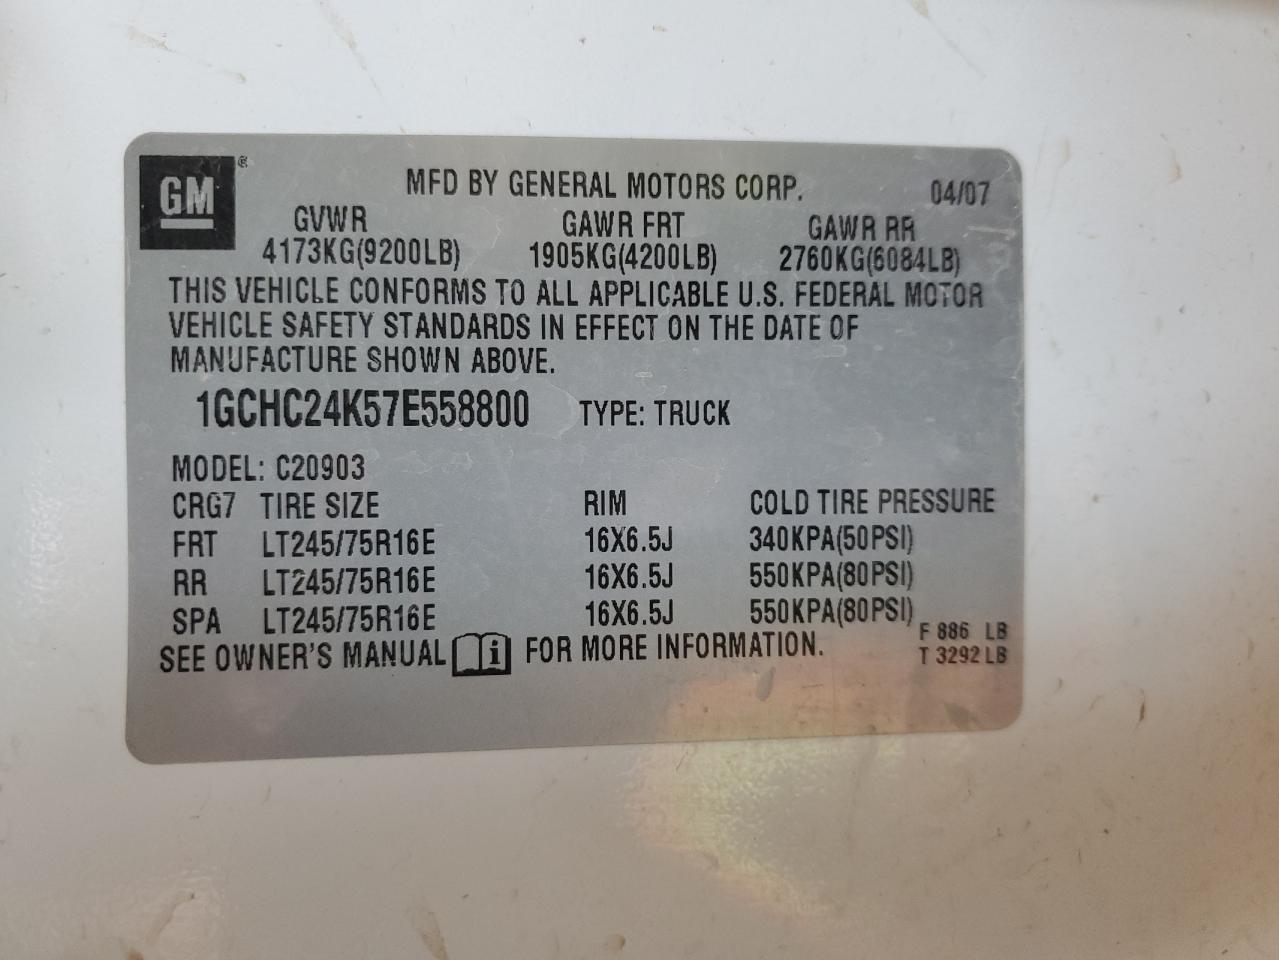 GM®
MFD BY GENERAL MOTORS CORP. 04/07
GVWR GAWR FRT GAWR RR
4173KG(9200LB) 1905KG(4200LB) 2760KG(6084LB)
THIS VEHICLE CONFORMS TO ALL APPLICABLE U.S. FEDERAL MOTOR
VEHICLE SAFETY STANDARDS IN EFFECT ON THE DATE OF
MANUFACTURE SHOWN ABOVE.
1GCHC24K57E558800 TYPE: TRUCK
MODEL: C20903
CRG7 TIRE SIZE RIM COLD TIRE PRESSURE
FRT LT245/75R16E 16X6.5J 340KPA(50PSI)
RR LT245/75R16E 16X6.5J 550KPA(80PSI)
SPA LT245/75R16E 16X6.5J 550KPA(80PSI)
SEE OWNER'S MANUAL i FOR MORE INFORMATION.
F 886 LB
T 3292 LB